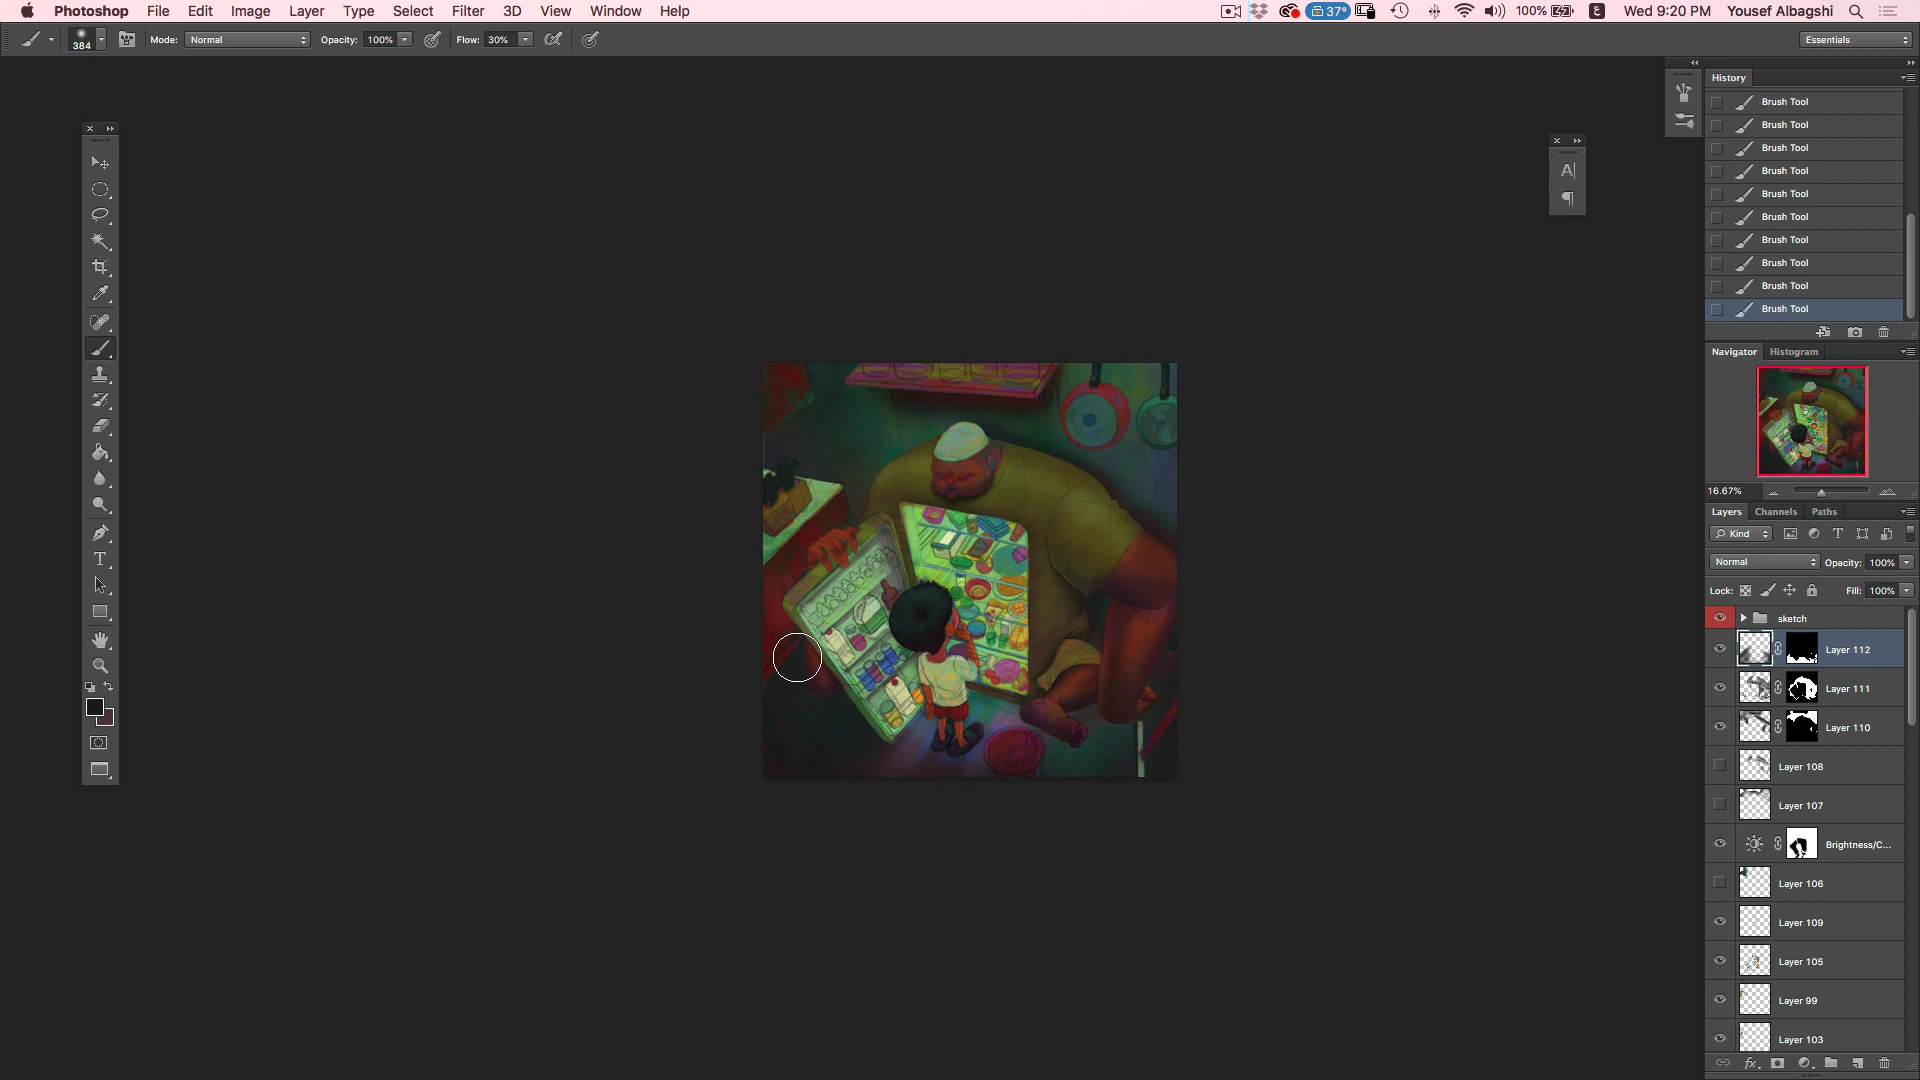 Photoshop File Edit Image Layer Type Select Filter 3D View Window Help 37° 100% ع Wed 9:20 PM Yousef Albagshi
384 Mode: Normal Opacity: 100% Flow: 30% Essentials
History
Brush Tool
Brush Tool
Brush Tool
Brush Tool
Brush Tool
Brush Tool
Brush Tool
Brush Tool
Brush Tool
Brush Tool
Navigator Histogram
16.67%
Layers Channels Paths
Kind
Normal Opacity: 100%
Lock: Fill: 100%
sketch
Layer 112
Layer 111
Layer 110
Layer 108
Layer 107
Brightness/C...
Layer 106
Layer 109
Layer 105
Layer 99
Layer 103